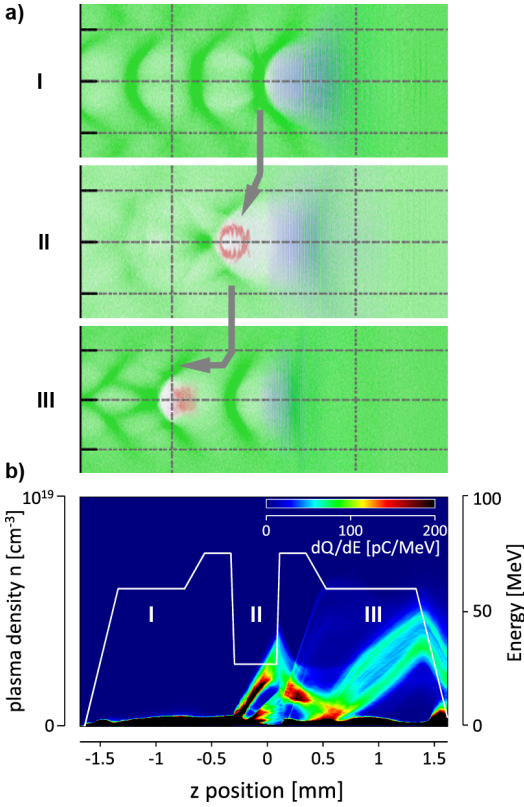 a)
I
II
III
b)
10¹⁹
100
0 100 200
dQ/dE [pC/MeV]
plasma density n [cm⁻³]
Energy [MeV]
50
I II III
0
0
-1.5 -1 -0.5 0 0.5 1 1.5
z position [mm]